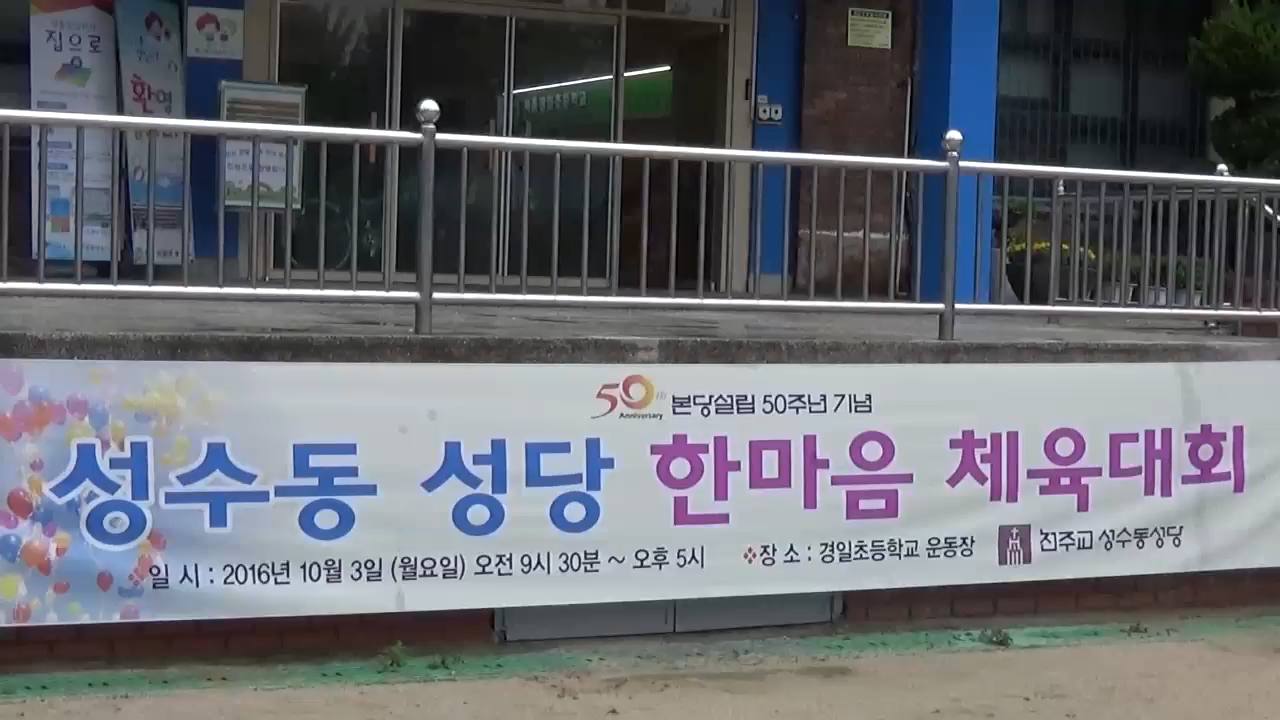 집으로
환영
50th Anniversary 본당설립 50주년 기념
성수동 성당 한마음 체육대회
일 시 : 2016년 10월 3일 (월요일) 오전 9시 30분 ~ 오후 5시 장 소 : 경일초등학교 운동장 천주교 성수동성당